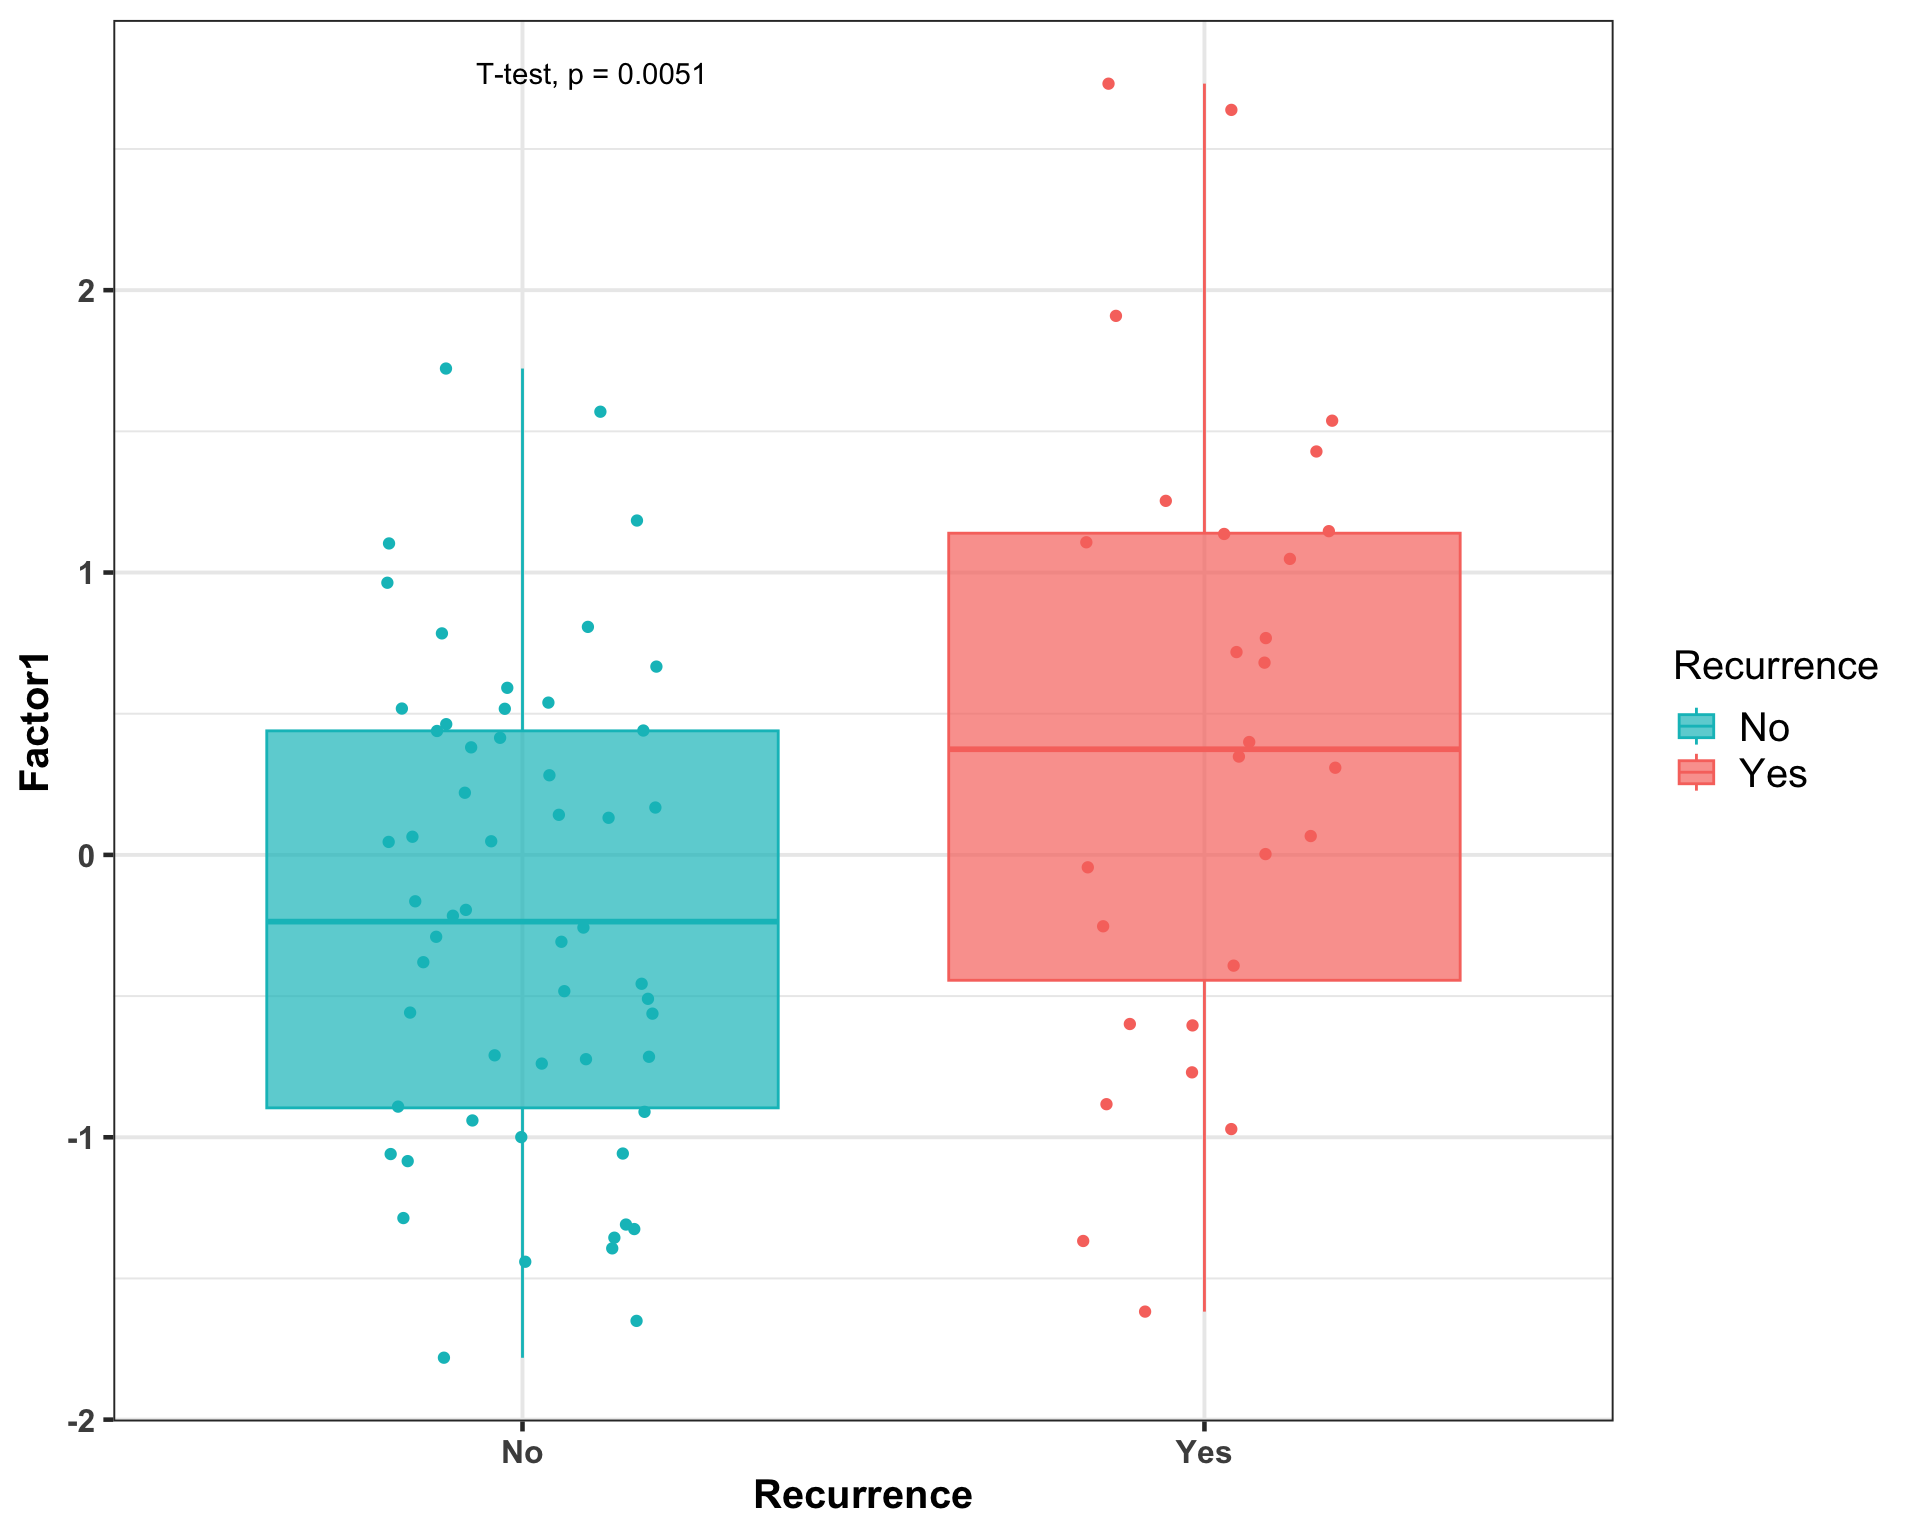 T-test, p = 0.0051
Factor1
2
1
0
-1
-2
No
Yes
Recurrence
Recurrence
No
Yes